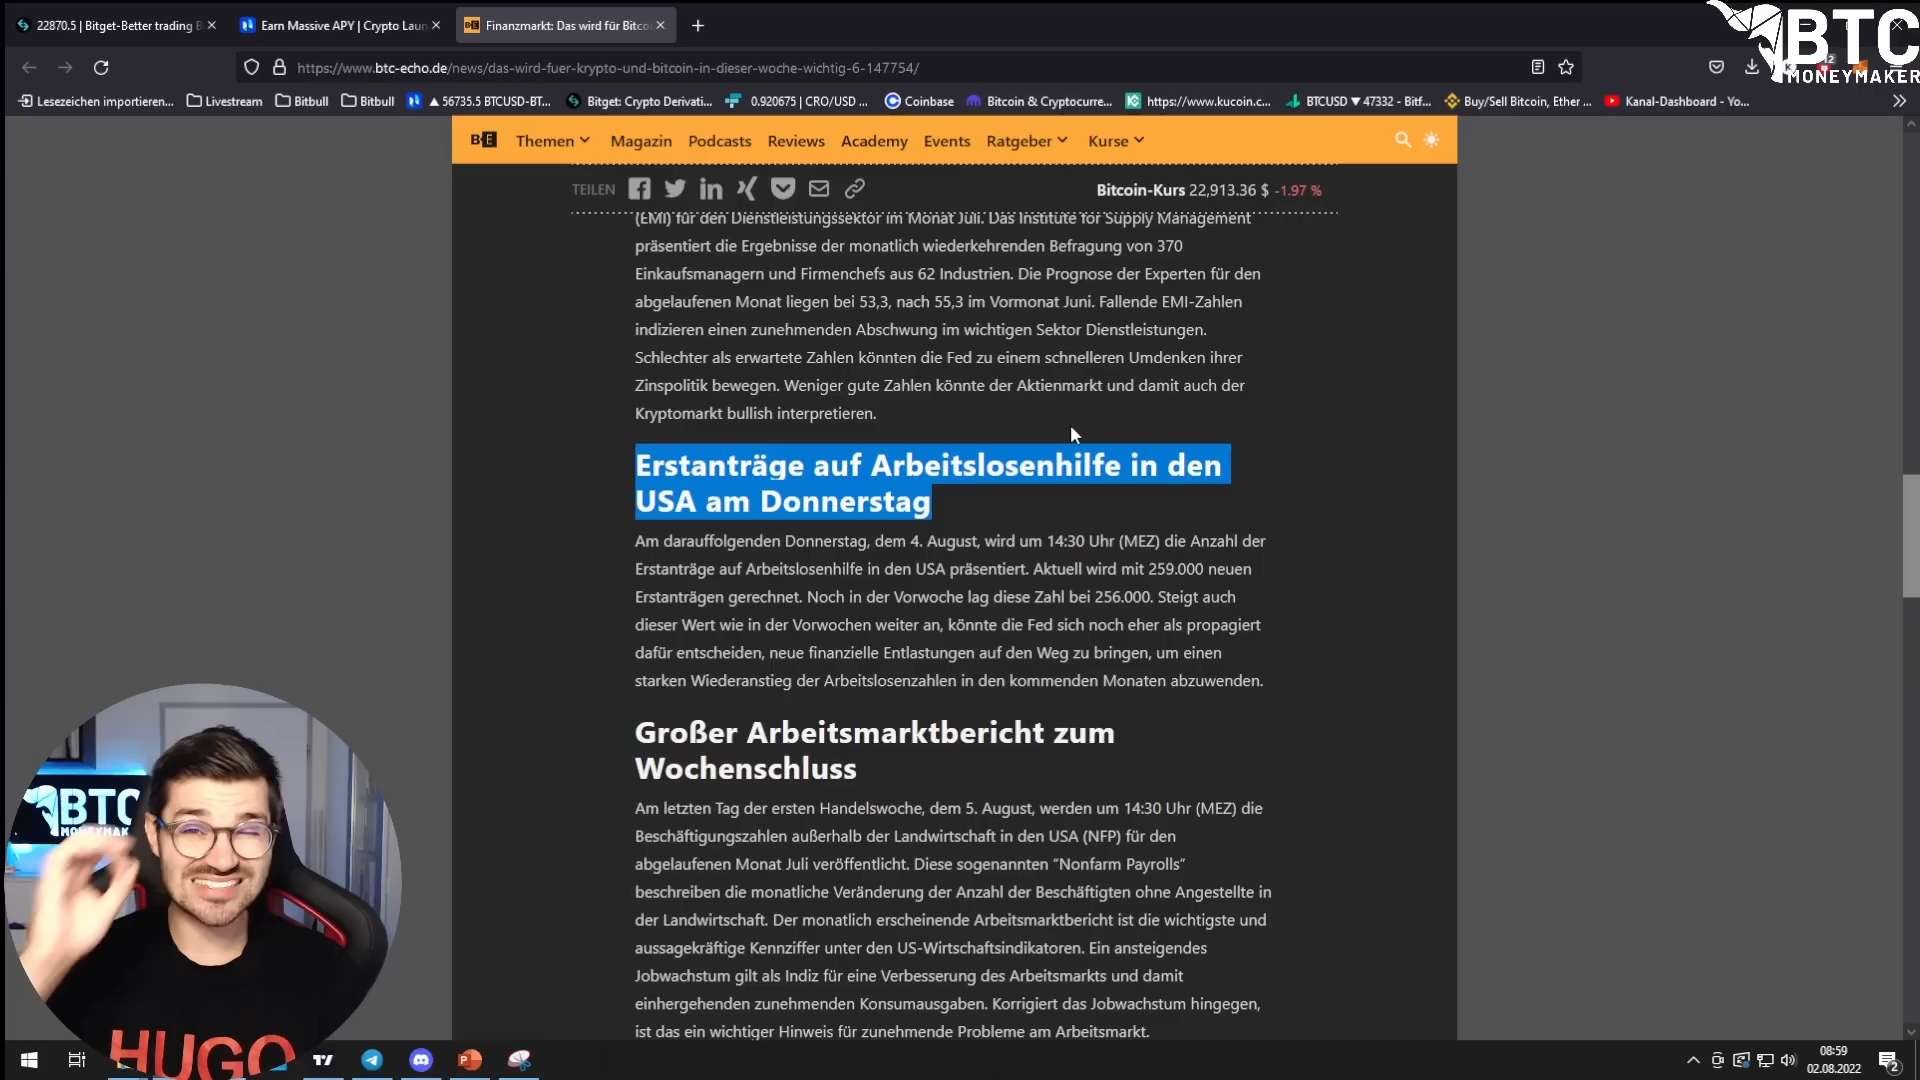 22870.5 | Bitget-Better trading B
Earn Massive APY | Crypto Laun
Finanzmarkt: Das wird für Bitco
BTC
MONEYMAKER
https://www.btc-echo.de/news/das-wird-fuer-krypto-und-bitcoin-in-dieser-woche-wichtig-6-147754/
Lesezeichen importieren...
Livestream
Bitbull
Bitbull
▲ 56735.5 BTCUSD-BT...
Bitget: Crypto Derivati...
0.920675 | CRO/USD ...
Coinbase
Bitcoin & Cryptocurre...
https://www.kucoin.c...
BTCUSD ▼ 47332 - Bitf...
Buy/Sell Bitcoin, Ether ...
Kanal-Dashboard - Yo...
B·E Themen Magazin Podcasts Reviews Academy Events Ratgeber Kurse
TEILEN
Bitcoin-Kurs 22,913.36 $ -1.97 %
(EMI) für den Dienstleistungssektor im Monat Juli. Das Institute for Supply Management
präsentiert die Ergebnisse der monatlich wiederkehrenden Befragung von 370
Einkaufsmanagern und Firmenchefs aus 62 Industrien. Die Prognose der Experten für den
abgelaufenen Monat liegen bei 53,3, nach 55,3 im Vormonat Juni. Fallende EMI-Zahlen
indizieren einen zunehmenden Abschwung im wichtigen Sektor Dienstleistungen.
Schlechter als erwartete Zahlen könnten die Fed zu einem schnelleren Umdenken ihrer
Zinspolitik bewegen. Weniger gute Zahlen könnte der Aktienmarkt und damit auch der
Kryptomarkt bullish interpretieren.
Erstanträge auf Arbeitslosenhilfe in den
USA am Donnerstag
Am darauffolgenden Donnerstag, dem 4. August, wird um 14:30 Uhr (MEZ) die Anzahl der
Erstanträge auf Arbeitslosenhilfe in den USA präsentiert. Aktuell wird mit 259.000 neuen
Erstanträgen gerechnet. Noch in der Vorwoche lag diese Zahl bei 256.000. Steigt auch
dieser Wert wie in der Vorwochen weiter an, könnte die Fed sich noch eher als propagiert
dafür entscheiden, neue finanzielle Entlastungen auf den Weg zu bringen, um einen
starken Wiederanstieg der Arbeitslosenzahlen in den kommenden Monaten abzuwenden.
Großer Arbeitsmarktbericht zum
Wochenschluss
Am letzten Tag der ersten Handelswoche, dem 5. August, werden um 14:30 Uhr (MEZ) die
Beschäftigungszahlen außerhalb der Landwirtschaft in den USA (NFP) für den
abgelaufenen Monat Juli veröffentlicht. Diese sogenannten “Nonfarm Payrolls”
beschreiben die monatliche Veränderung der Anzahl der Beschäftigten ohne Angestellte in
der Landwirtschaft. Der monatlich erscheinende Arbeitsmarktbericht ist die wichtigste und
aussagekräftige Kennziffer unter den US-Wirtschaftsindikatoren. Ein ansteigendes
Jobwachstum gilt als Indiz für eine Verbesserung des Arbeitsmarkts und damit
einhergehenden zunehmenden Konsumausgaben. Korrigiert das Jobwachstum hingegen,
ist das ein wichtiger Hinweis für zunehmende Probleme am Arbeitsmarkt.
BTC
MONEYMAK
HUGO
08:59
02.08.2022
2